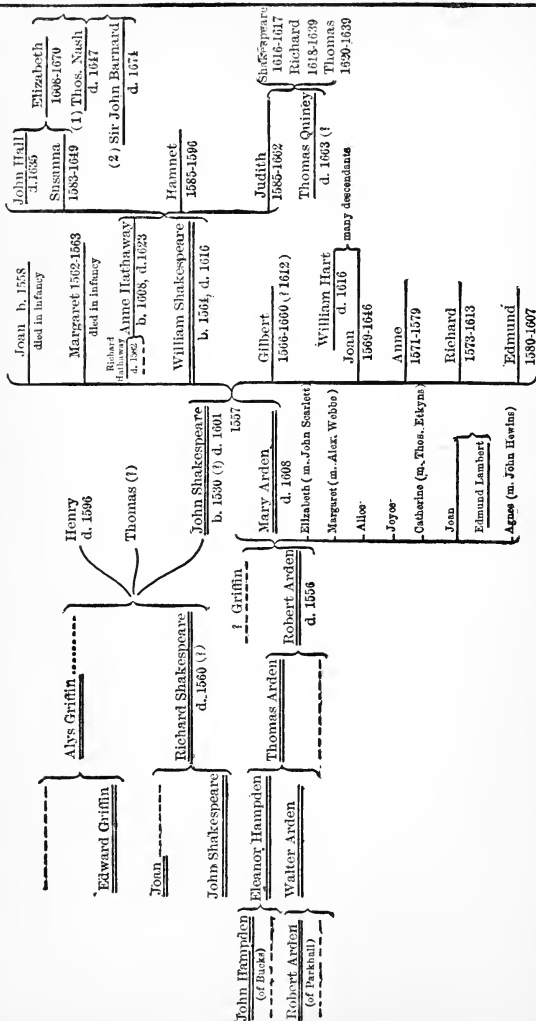 John Hampden
(of Bucks)
Robert Arden
(of Parkhall)
Edward Griffin
Joan
John Shakespeare
Eleanor Hampden
Walter Arden
Alys Griffin
Richard Shakespeare
d. 1560 (?)
Thomas Arden
Henry
d. 1596
Thomas (?)
John Shakespeare
b. 1530 (?) d. 1601
1557
Mary Arden
d. 1608
? Griffin
Robert Arden
d. 1556
Elizabeth (m. John Scarlett)
Margaret (m. Alex. Webbe)
Alice
Joyce
Catherine (m. Thos. Etkyns)
Joan
Edmund Lambert
Agnes (m. John Hewins)
Joan b. 1558
died in infancy
Margaret 1562-1563
died in infancy
Richard
Hathaway
d. 1582
Anne Hathaway
b. 1608, d. 1623
William Shakespeare
b. 1564, d. 1616
Gilbert
1566-1660 (? 1612)
William Hart
d. 1616
Joan
1569-1646
many descendants
Anne
1571-1579
Richard
1573-1613
Edmund
1580-1607
John Hall
d. 1635
Susanna
1583-1649
Elizabeth
1608-1670
(1) Thos. Nash
d. 1647
(2) Sir John Barnard
d. 1674
Hamnet
1585-1596
Judith
1585-1662
Thomas Quiney
d. 1663 (?
Shakespeare
1616-1617
Richard
1618-1639
Thomas
1620-1639